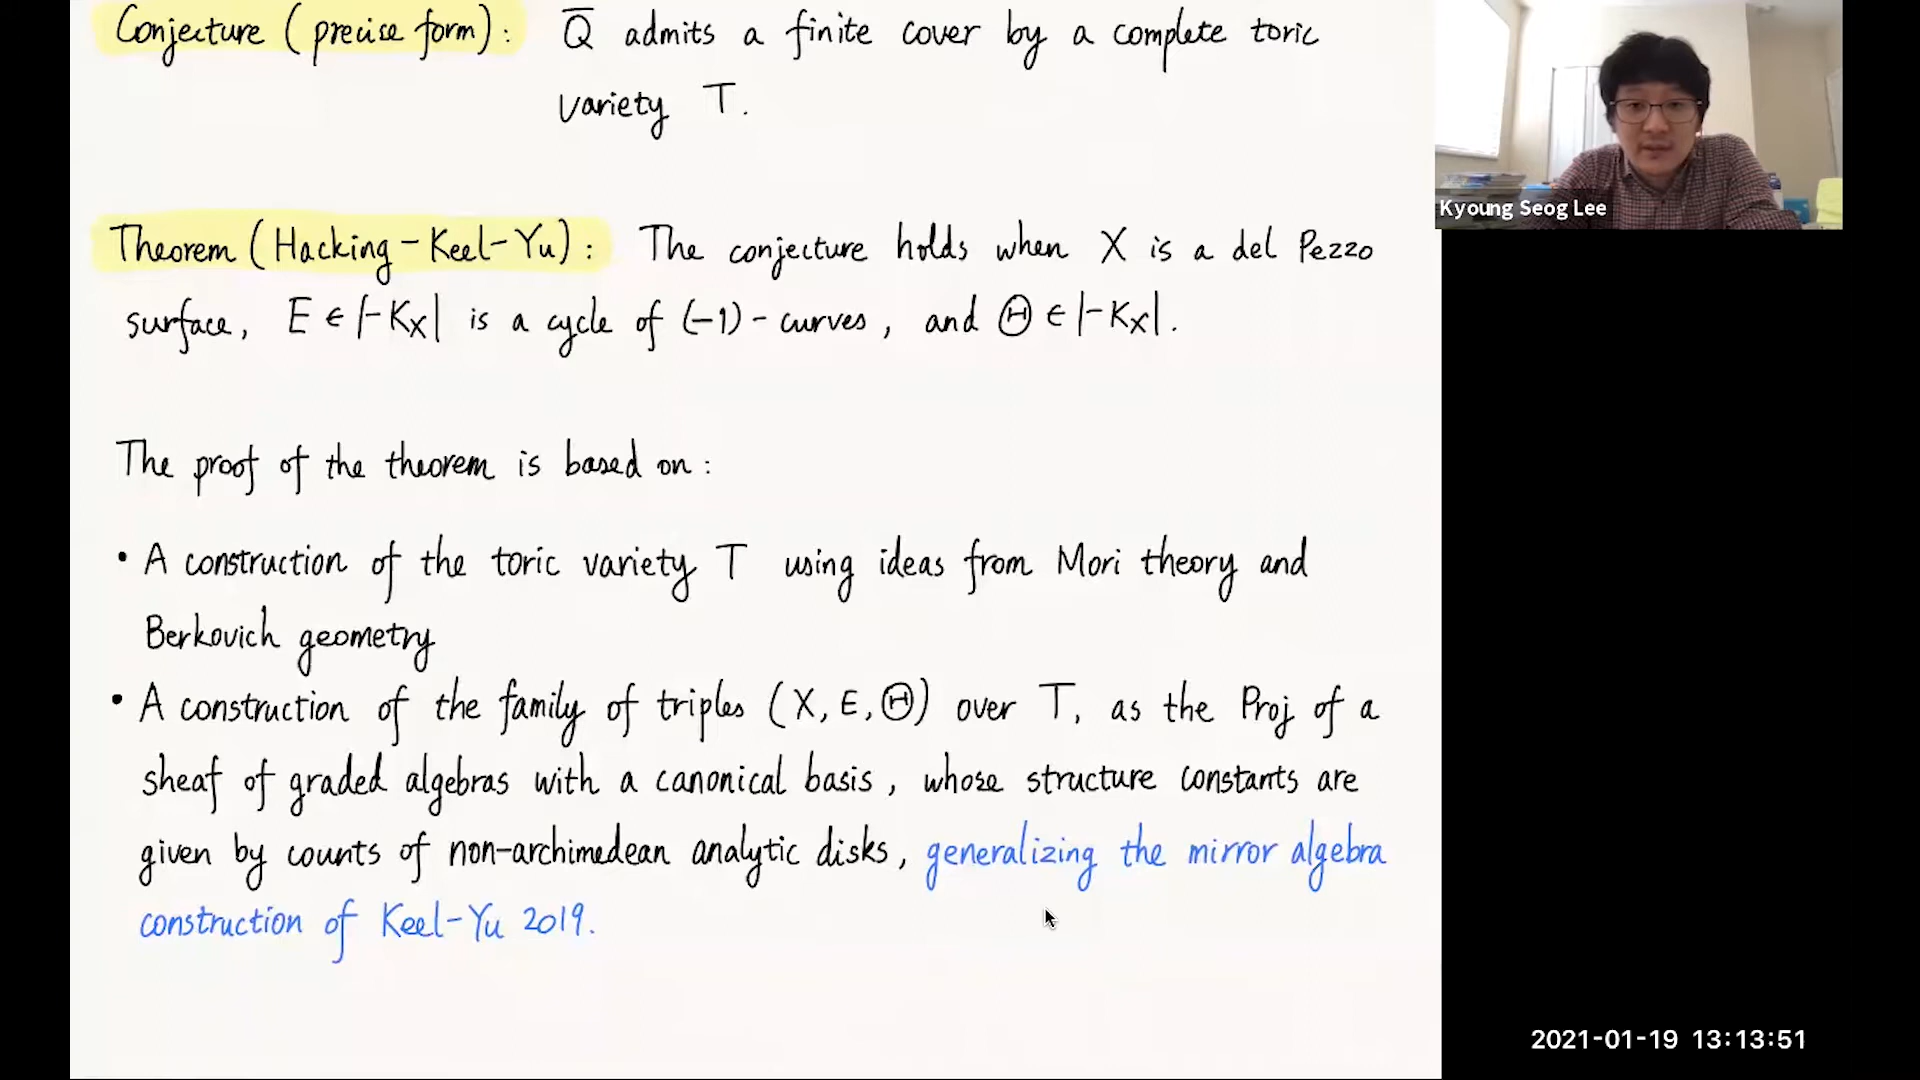 Conjecture (precise form): Q̅ admits a finite cover by a complete toric
variety T.
Theorem (Hacking-Keel-Yu): The conjecture holds when X is a del Pezzo
surface, E ∈ |-K_X| is a cycle of (-1)-curves, and Θ ∈ |-K_X|.
The proof of the theorem is based on:
• A construction of the toric variety T using ideas from Mori theory and
Berkovich geometry
• A construction of the family of triples (X, E, Θ) over T, as the Proj of a
sheaf of graded algebras with a canonical basis, whose structure constants are
given by counts of non-archimedean analytic disks, generalizing the mirror algebra
construction of Keel-Yu 2019.
Kyoung Seog Lee
2021-01-19 13:13:51